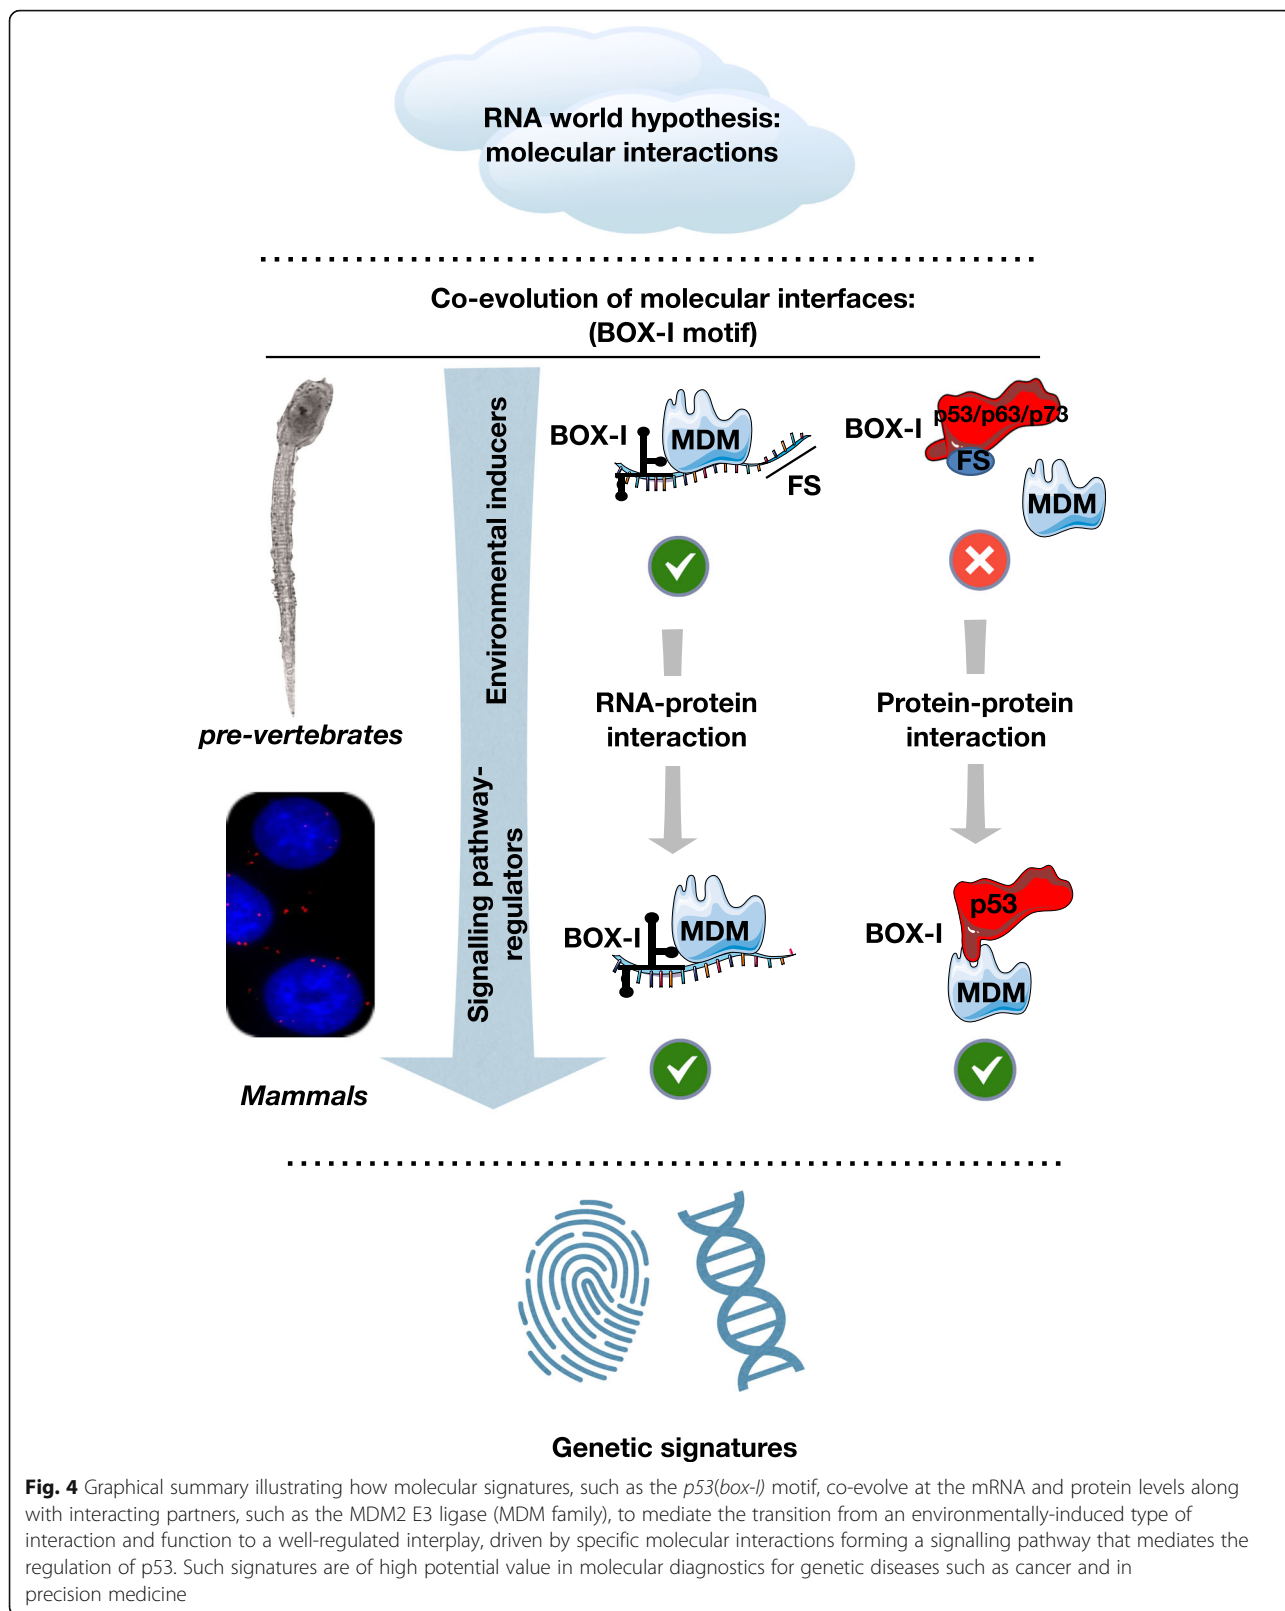 RNA world hypothesis:
molecular interactions
Co-evolution of molecular interfaces:
(BOX-I motif)
Environmental inducers
Signalling pathway-
regulators
BOX-I
MDM
FS
BOX-I
p53/p63/p73
FS
MDM
pre-vertebrates
RNA-protein
interaction
Protein-protein
interaction
BOX-I
MDM
BOX-I
p53
MDM
Mammals
Genetic signatures
Fig. 4 Graphical summary illustrating how molecular signatures, such as the p53(box-I) motif, co-evolve at the mRNA and protein levels along
with interacting partners, such as the MDM2 E3 ligase (MDM family), to mediate the transition from an environmentally-induced type of
interaction and function to a well-regulated interplay, driven by specific molecular interactions forming a signalling pathway that mediates the
regulation of p53. Such signatures are of high potential value in molecular diagnostics for genetic diseases such as cancer and in
precision medicine